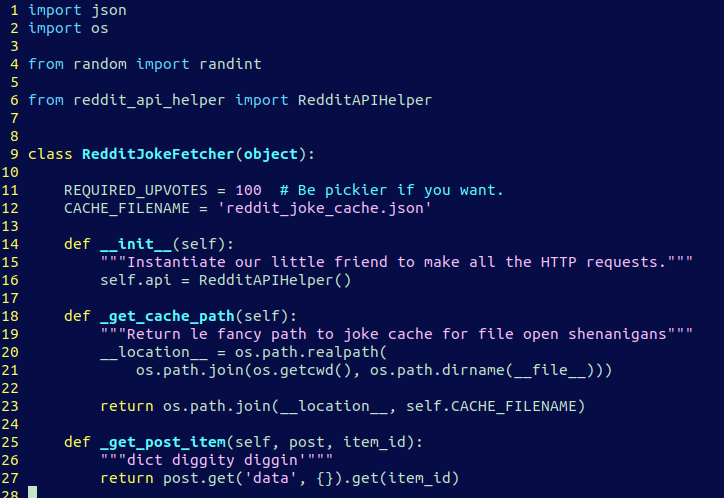 1 import json
2 import os
3
4 from random import randint
5
6 from reddit_api_helper import RedditAPIHelper
7
8
9 class RedditJokeFetcher(object):
10
11     REQUIRED_UPVOTES = 100  # Be pickier if you want.
12     CACHE_FILENAME = 'reddit_joke_cache.json'
13
14     def __init__(self):
15         """Instantiate our little friend to make all the HTTP requests."""
16         self.api = RedditAPIHelper()
17
18     def _get_cache_path(self):
19         """Return le fancy path to joke cache for file open shenanigans"""
20         __location__ = os.path.realpath(
21             os.path.join(os.getcwd(), os.path.dirname(__file__)))
22
23         return os.path.join(__location__, self.CACHE_FILENAME)
24
25     def _get_post_item(self, post, item_id):
26         """dict diggity diggin'"""
27         return post.get('data', {}).get(item_id)
28